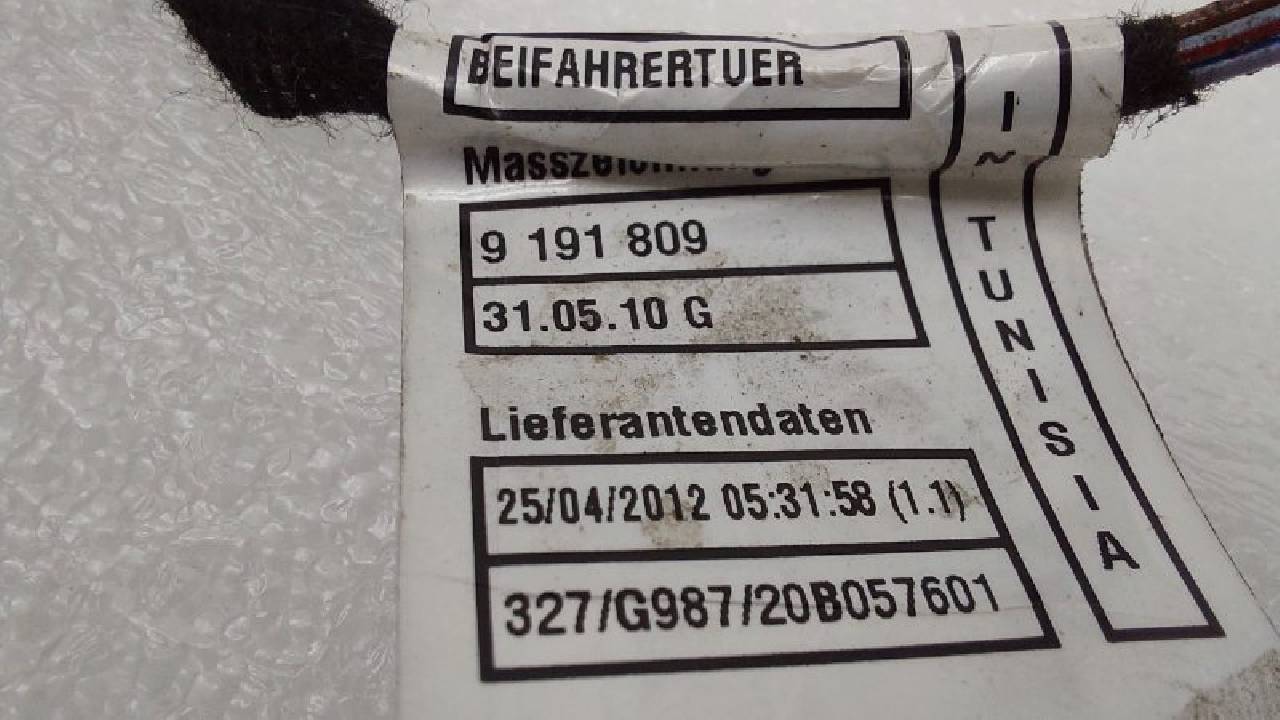 BEIFAHRERTUER
9 191 809
31.05.10 G
Lieferantendaten
25/04/2012 05:31:58 (1.1)
327/G987/20B057601
TUNISIA